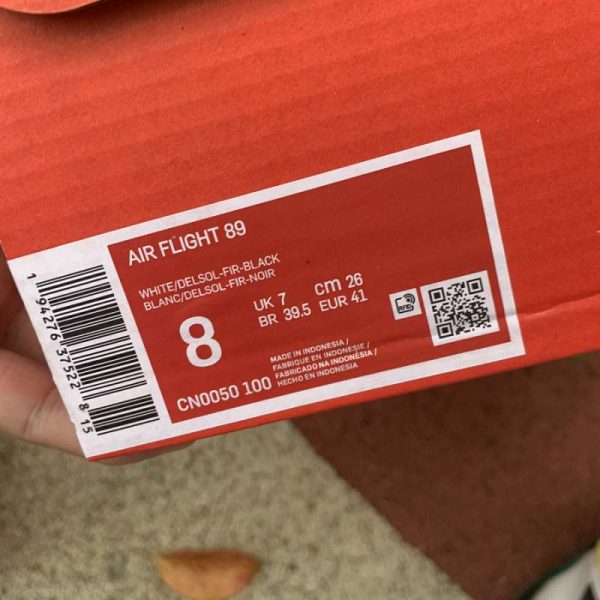 AIR FLIGHT 89
WHITE/DELSOL-FIR-BLACK
BLANC/DELSOL-FIR-NOIR
8
UK 7 cm 26
BR 39.5 EUR 41
CN0050 100
MADE IN INDONESIA /
FABRIQUE EN INDONESIE /
FABRICADO NA INDONÉSIA /
HECHO EN INDONESIA
1 94276 37522 8 15